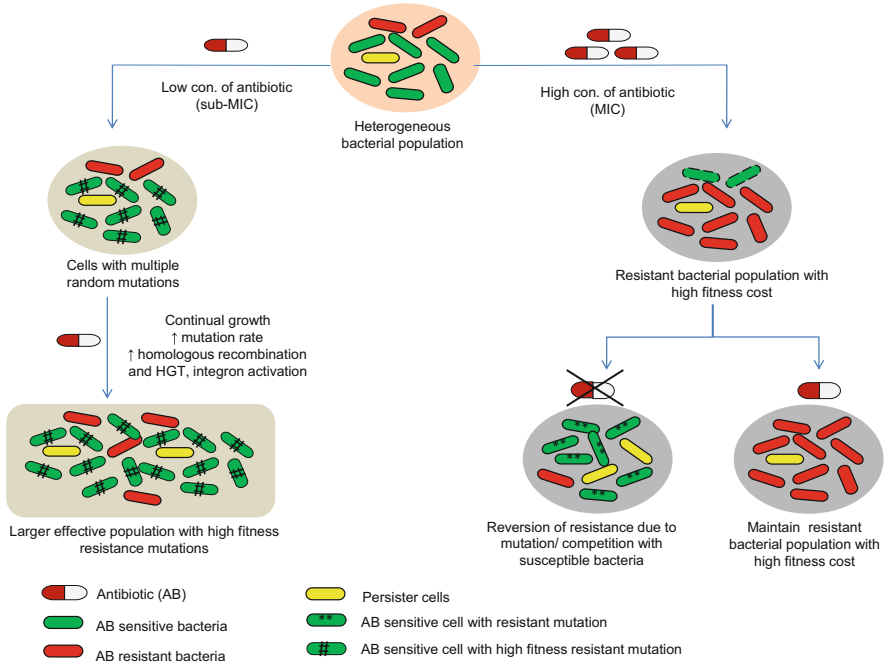 Low con. of antibiotic
(sub-MIC)
Heterogeneous
bacterial population
High con. of antibiotic
(MIC)
Cells with multiple
random mutations
Resistant bacterial population with
high fitness cost
Continual growth
↑ mutation rate
↑ homologous recombination
and HGT, integron activation
Larger effective population with high fitness
resistance mutations
Reversion of resistance due to
mutation/ competition with
susceptible bacteria
Maintain resistant
bacterial population with
high fitness cost
Antibiotic (AB)
AB sensitive bacteria
AB resistant bacteria
Persister cells
AB sensitive cell with resistant mutation
AB sensitive cell with high fitness resistant mutation